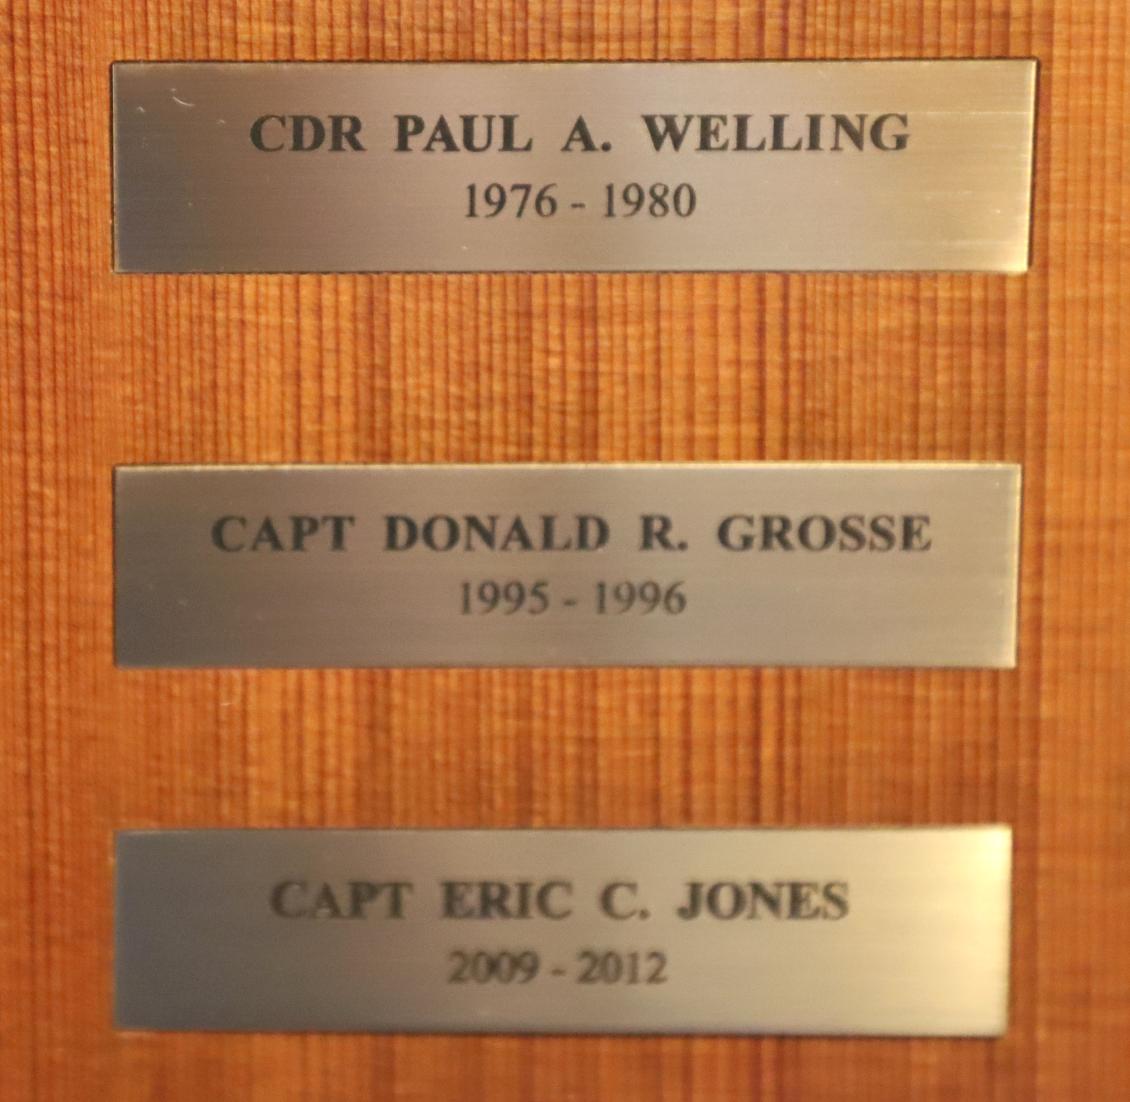 CDR PAUL A. WELLING
1976 - 1980
CAPT DONALD R. GROSSE
1995 - 1996
CAPT ERIC C. JONES
2009 - 2012